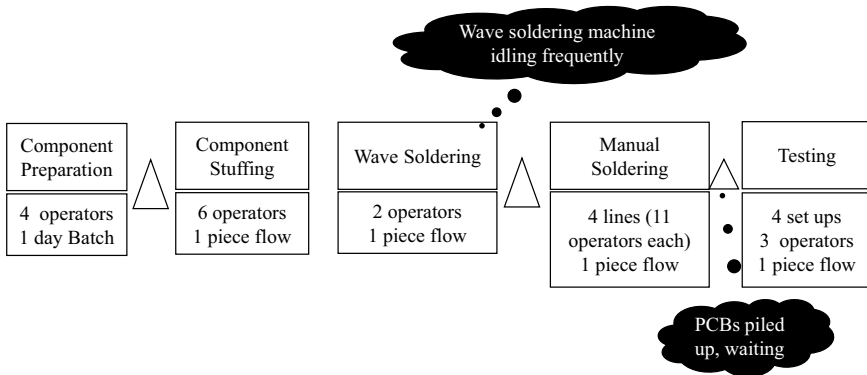 Wave soldering machine
idling frequently
Component
Preparation
4 operators
1 day Batch
Component
Stuffing
6 operators
1 piece flow
Wave Soldering
2 operators
1 piece flow
Manual
Soldering
4 lines (11
operators each)
1 piece flow
Testing
4 set ups
3 operators
1 piece flow
PCBs piled
up, waiting